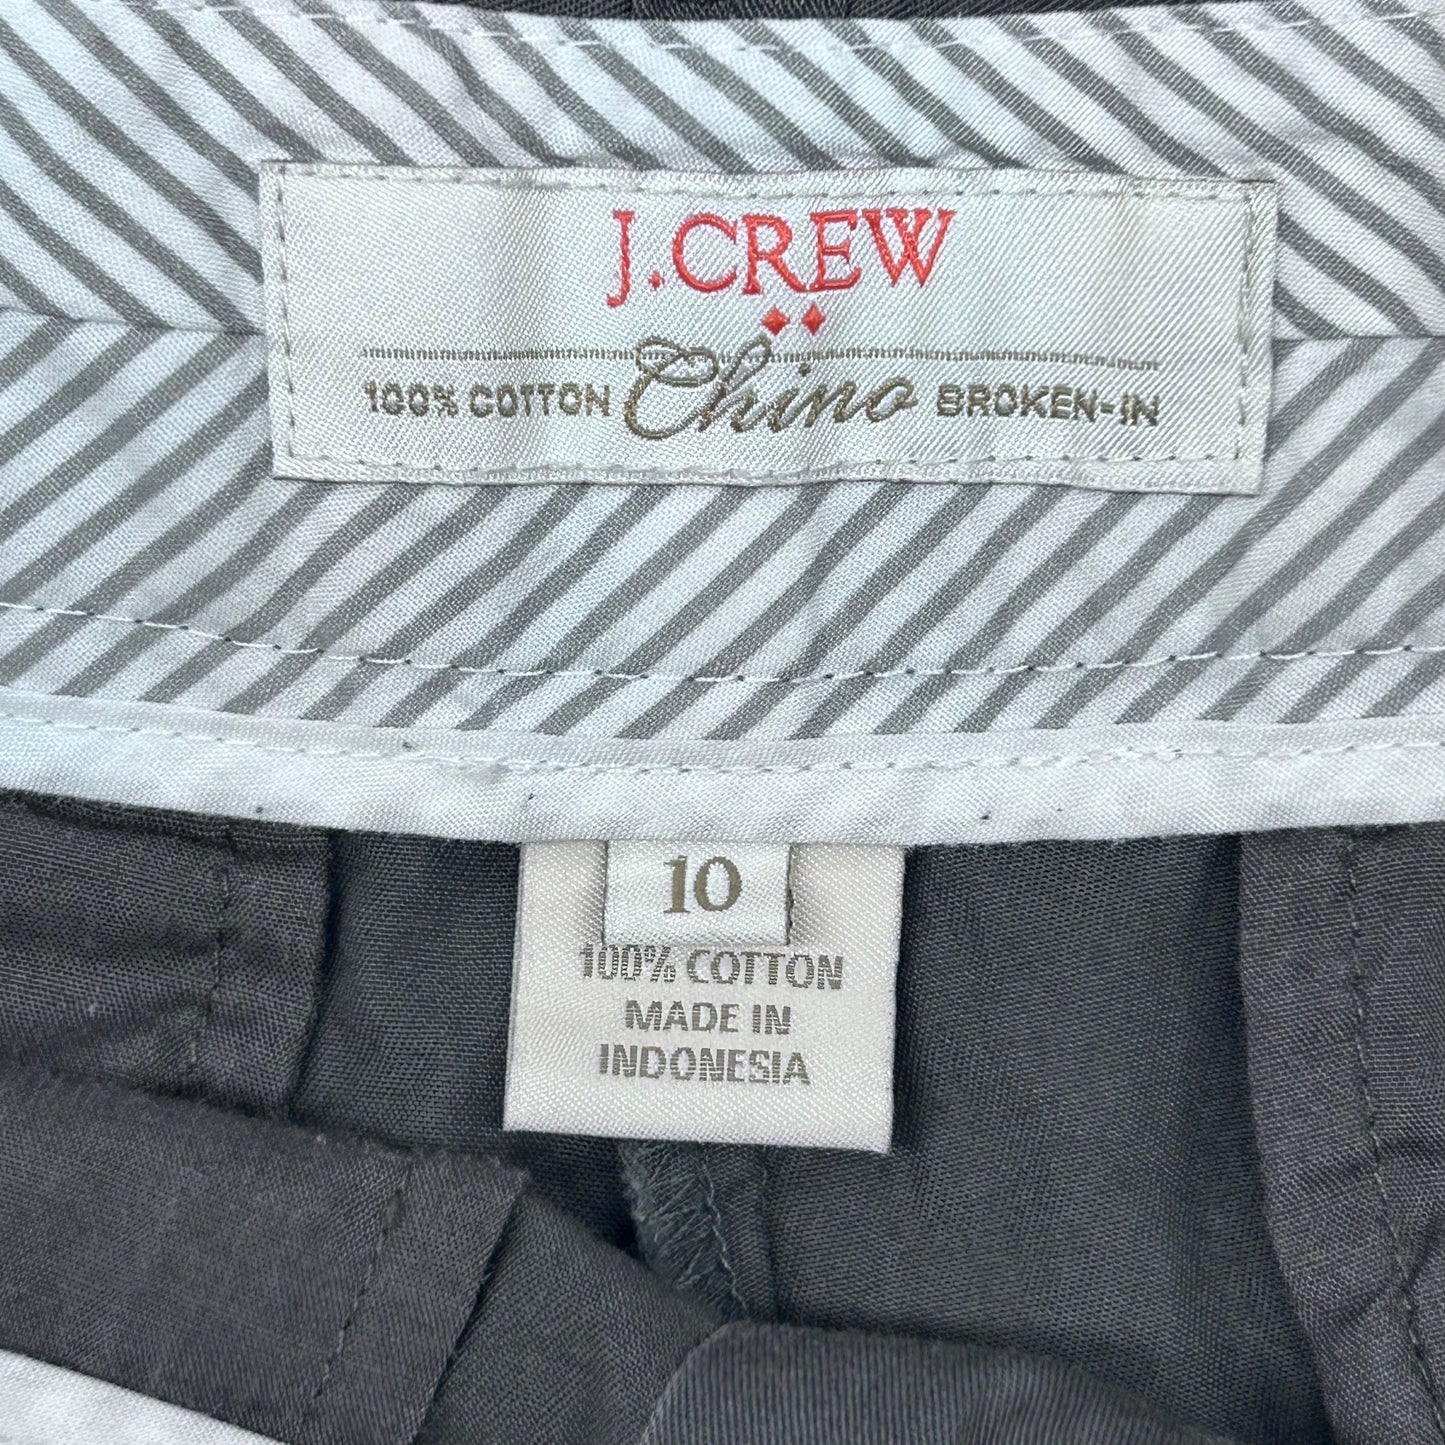 J.CREW
100% COTTON Chino BROKEN-IN
10
100% COTTON
MADE IN
INDONESIA